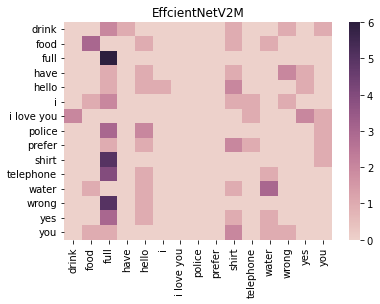 EffcientNetV2M
drink
food
full
have
hello
i
i love you
police
prefer
shirt
telephone
water
wrong
yes
you
drink
food
full
have
hello
i
i love you
police
prefer
shirt
telephone
water
wrong
yes
you
6
5
4
3
2
1
0